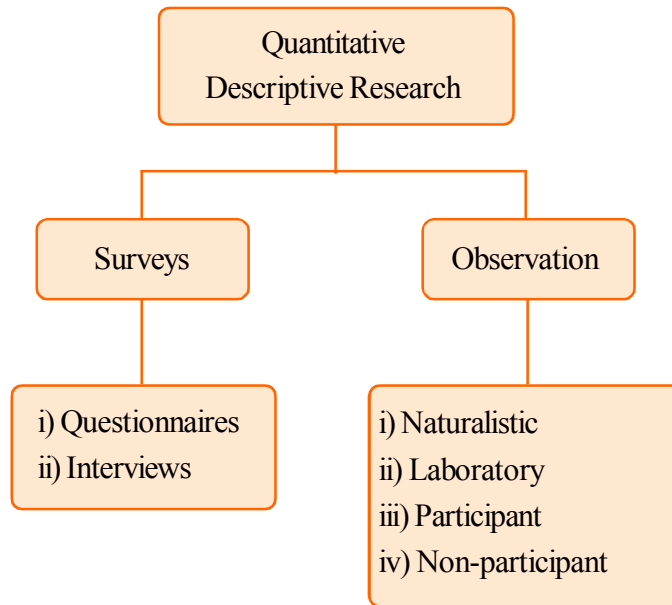 Quantitative
Descriptive Research
Surveys
Observation
i) Questionnaires
ii) Interviews
i) Naturalistic
ii) Laboratory
iii) Participant
iv) Non-participant